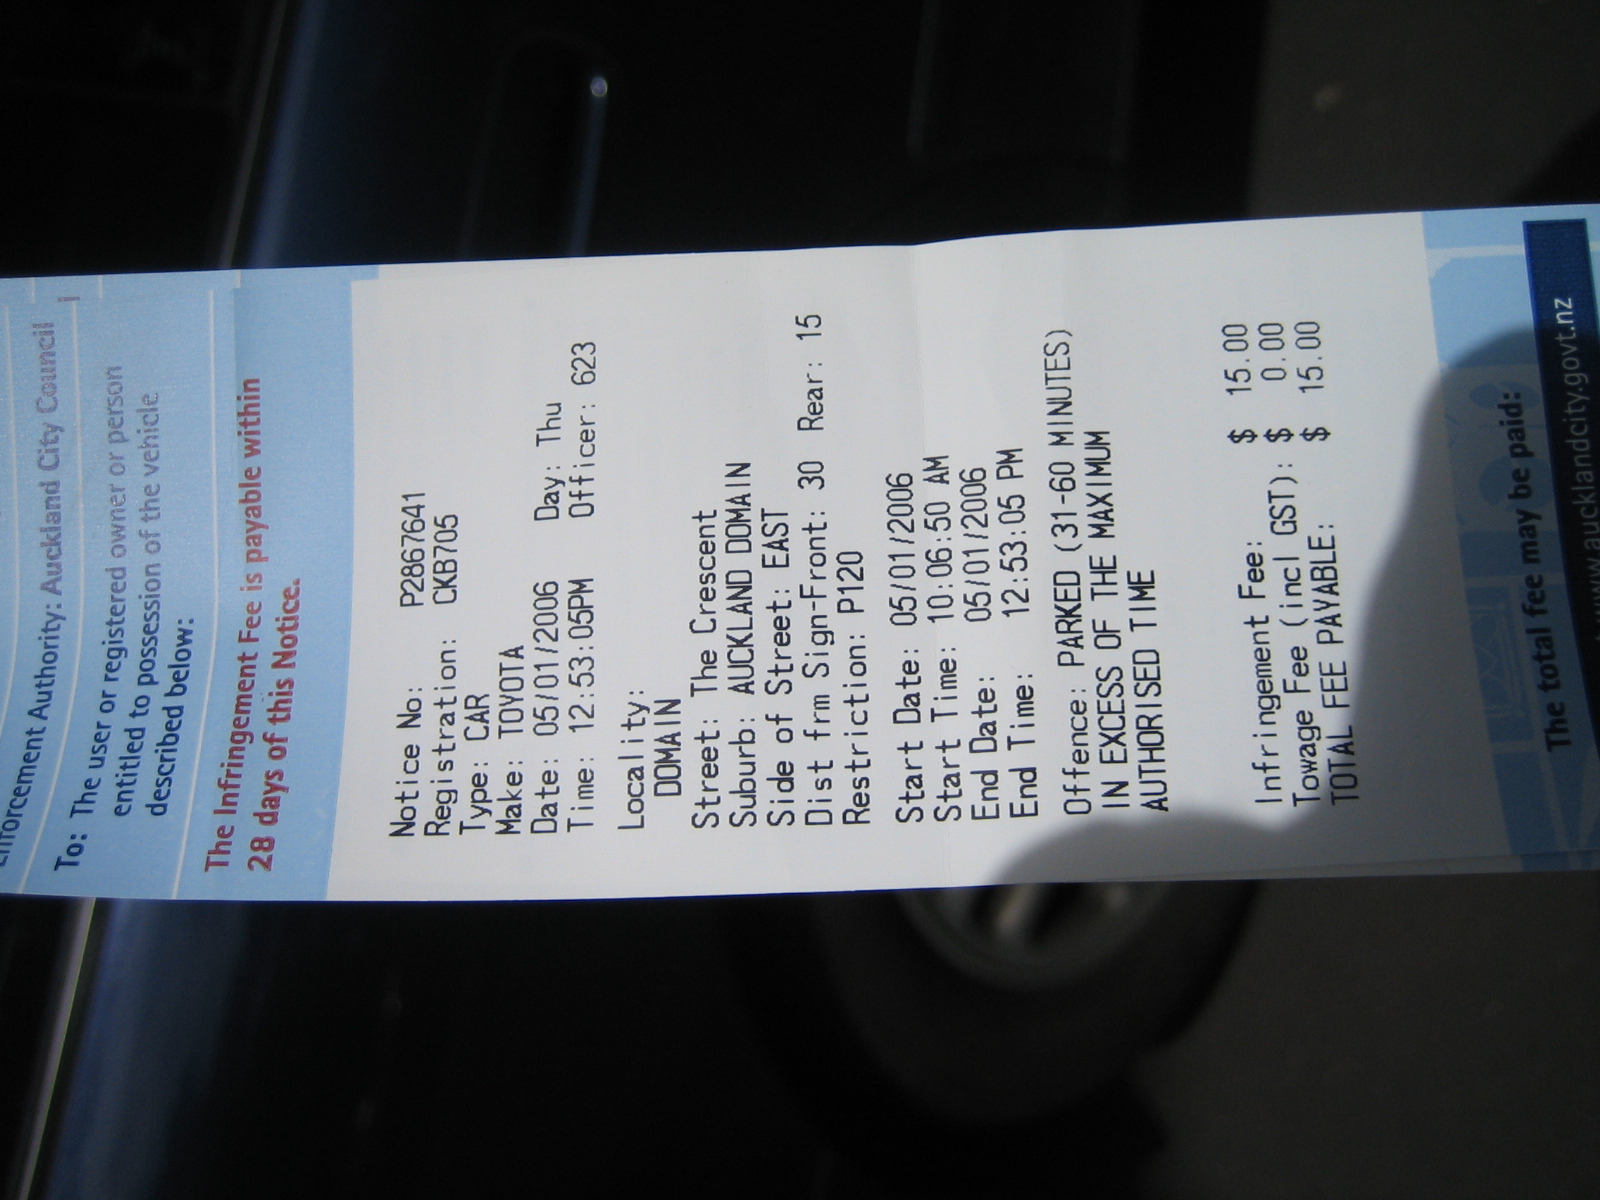 Enforcement Authority: Auckland City Council
To: The user or registered owner or person
entitled to possession of the vehicle
described below:
The Infringement Fee is payable within
28 days of this Notice.
Notice No: P2867641
Registration: CKB705
Type: CAR
Make: TOYOTA
Date: 05/01/2006 Day: Thu
Time: 12:53:05PM Officer: 623
Locality:
DOMAIN
Street: The Crescent
Suburb: AUCKLAND DOMAIN
Side of Street: EAST
Dist frm Sign-Front: 30 Rear: 15
Restriction: P120
Start Date: 05/01/2006
Start Time: 10:06:50 AM
End Date: 05/01/2006
End Time: 12:53:05 PM
Offence: PARKED (31-60 MINUTES)
IN EXCESS OF THE MAXIMUM
AUTHORISED TIME
Infringement Fee: $ 15.00
Towage Fee (incl GST): $ 0.00
TOTAL FEE PAYABLE: $ 15.00
The total fee may be paid:
www.aucklandcity.govt.nz